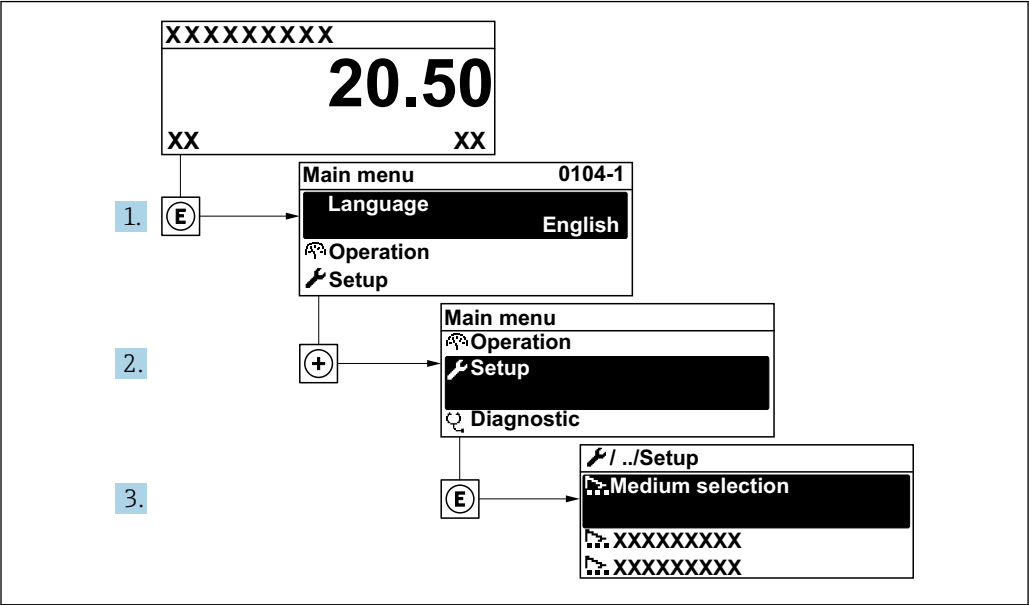 XXXXXXXXX
20.50
XX XX
1. E
Main menu 0104-1
Language
English
Operation
Setup
2. +
Main menu
Operation
Setup
Diagnostic
3. E
/ ../Setup
Medium selection
XXXXXXXXX
XXXXXXXXX